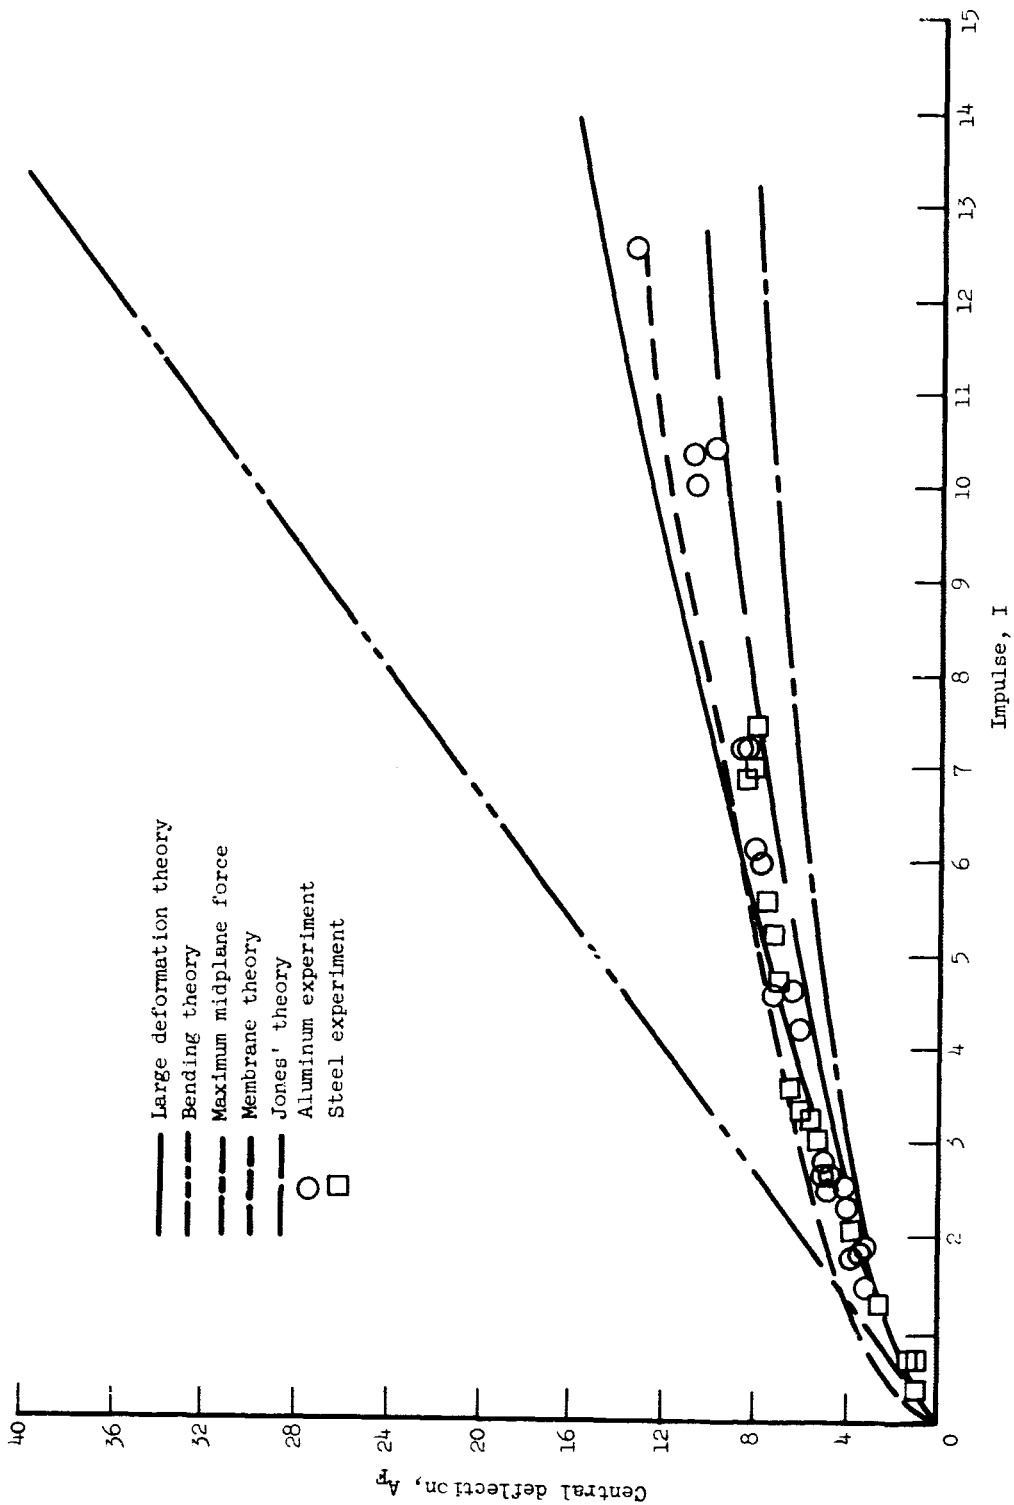 40
36
32
28
24
20
16
12
8
4
0
Central deflection, A_F
Large deformation theory
Bending theory
Maximum midplane force
Membrane theory
Jones' theory
Aluminum experiment
Steel experiment
2
3
4
5
6
7
8
9
10
11
12
13
14
15
Impulse, I